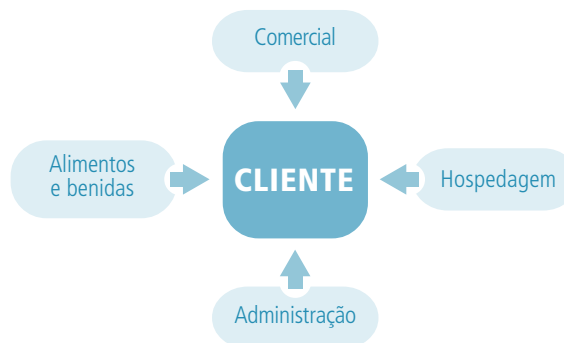 Comercial
Alimentos
e benidas
CLIENTE
Hospedagem
Administração